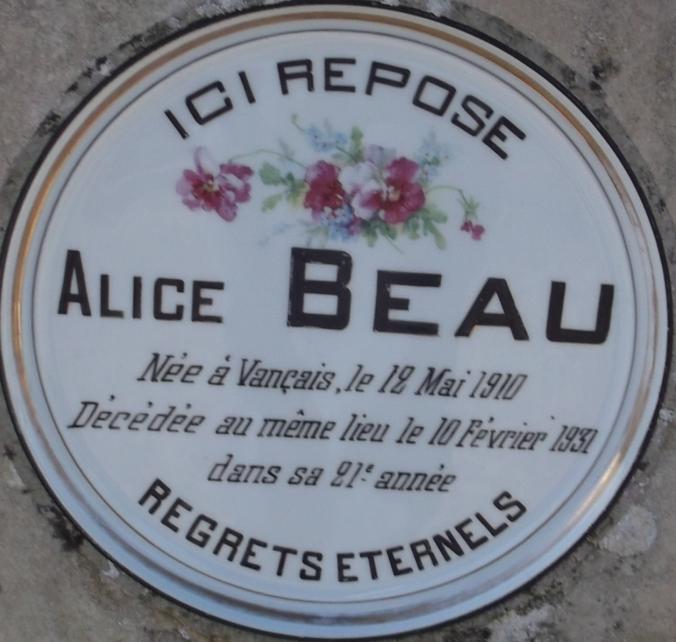 ICI REPOSE
ALICE BEAU
Née à Vançais, le 12 Mai 1910
Décédée au même lieu le 10 Février 1931
dans sa 21e année
REGRETS ETERNELS